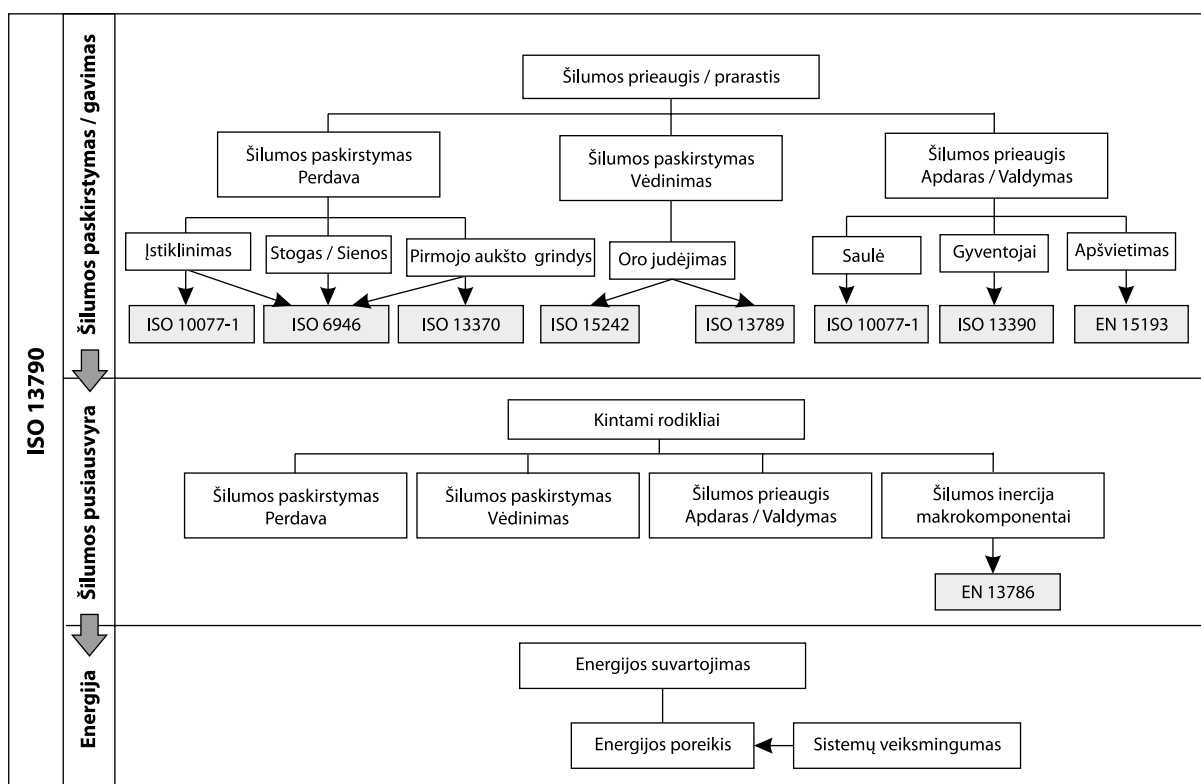 ISO 13790
Šilumos paskirstymas / gavimas
Šilumos prieaugis / prarastis
Šilumos paskirstymas
Perdava
Šilumos paskirstymas
Vėdinimas
Šilumos prieaugis
Apdaras / Valdymas
Įstiklinimas
Stogas / Sienos
Pirmojo aukšto grindys
Oro judėjimas
Saulė
Gyventojai
Apšvietimas
ISO 10077-1
ISO 6946
ISO 13370
ISO 15242
ISO 13789
ISO 10077-1
ISO 13390
EN 15193
Šilumos pusiausvyra
Kintami rodikliai
Šilumos paskirstymas
Perdava
Šilumos paskirstymas
Vėdinimas
Šilumos prieaugis
Apdaras / Valdymas
Šilumos inercija
makrokomponentai
EN 13786
Energija
Energijos suvartojimas
Energijos poreikis
Sistemų veiksmingumas